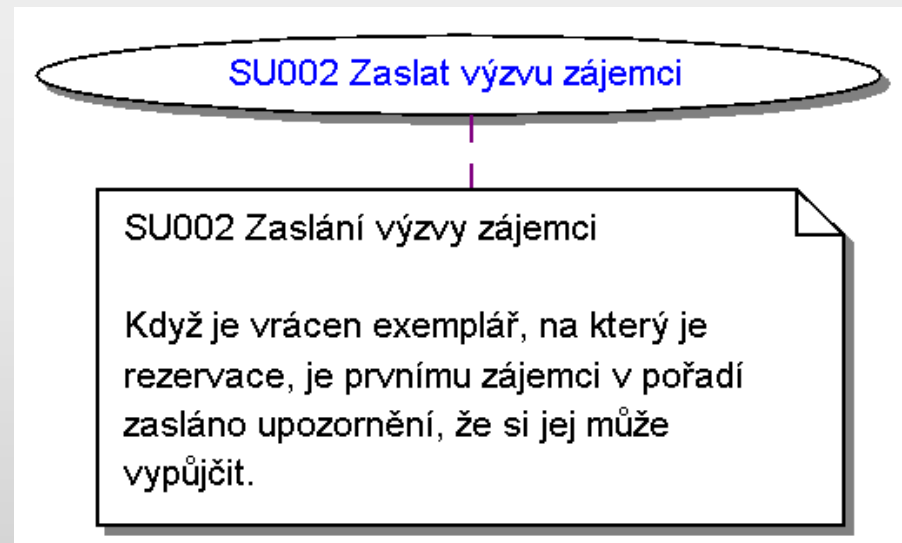 SU002 Zaslat výzvu zájemci
SU002 Zaslání výzvy zájemci
Když je vrácen exemplář, na který je
rezervace, je prvnímu zájemci v pořadí
zasláno upozornění, že si jej může
vypůjčit.